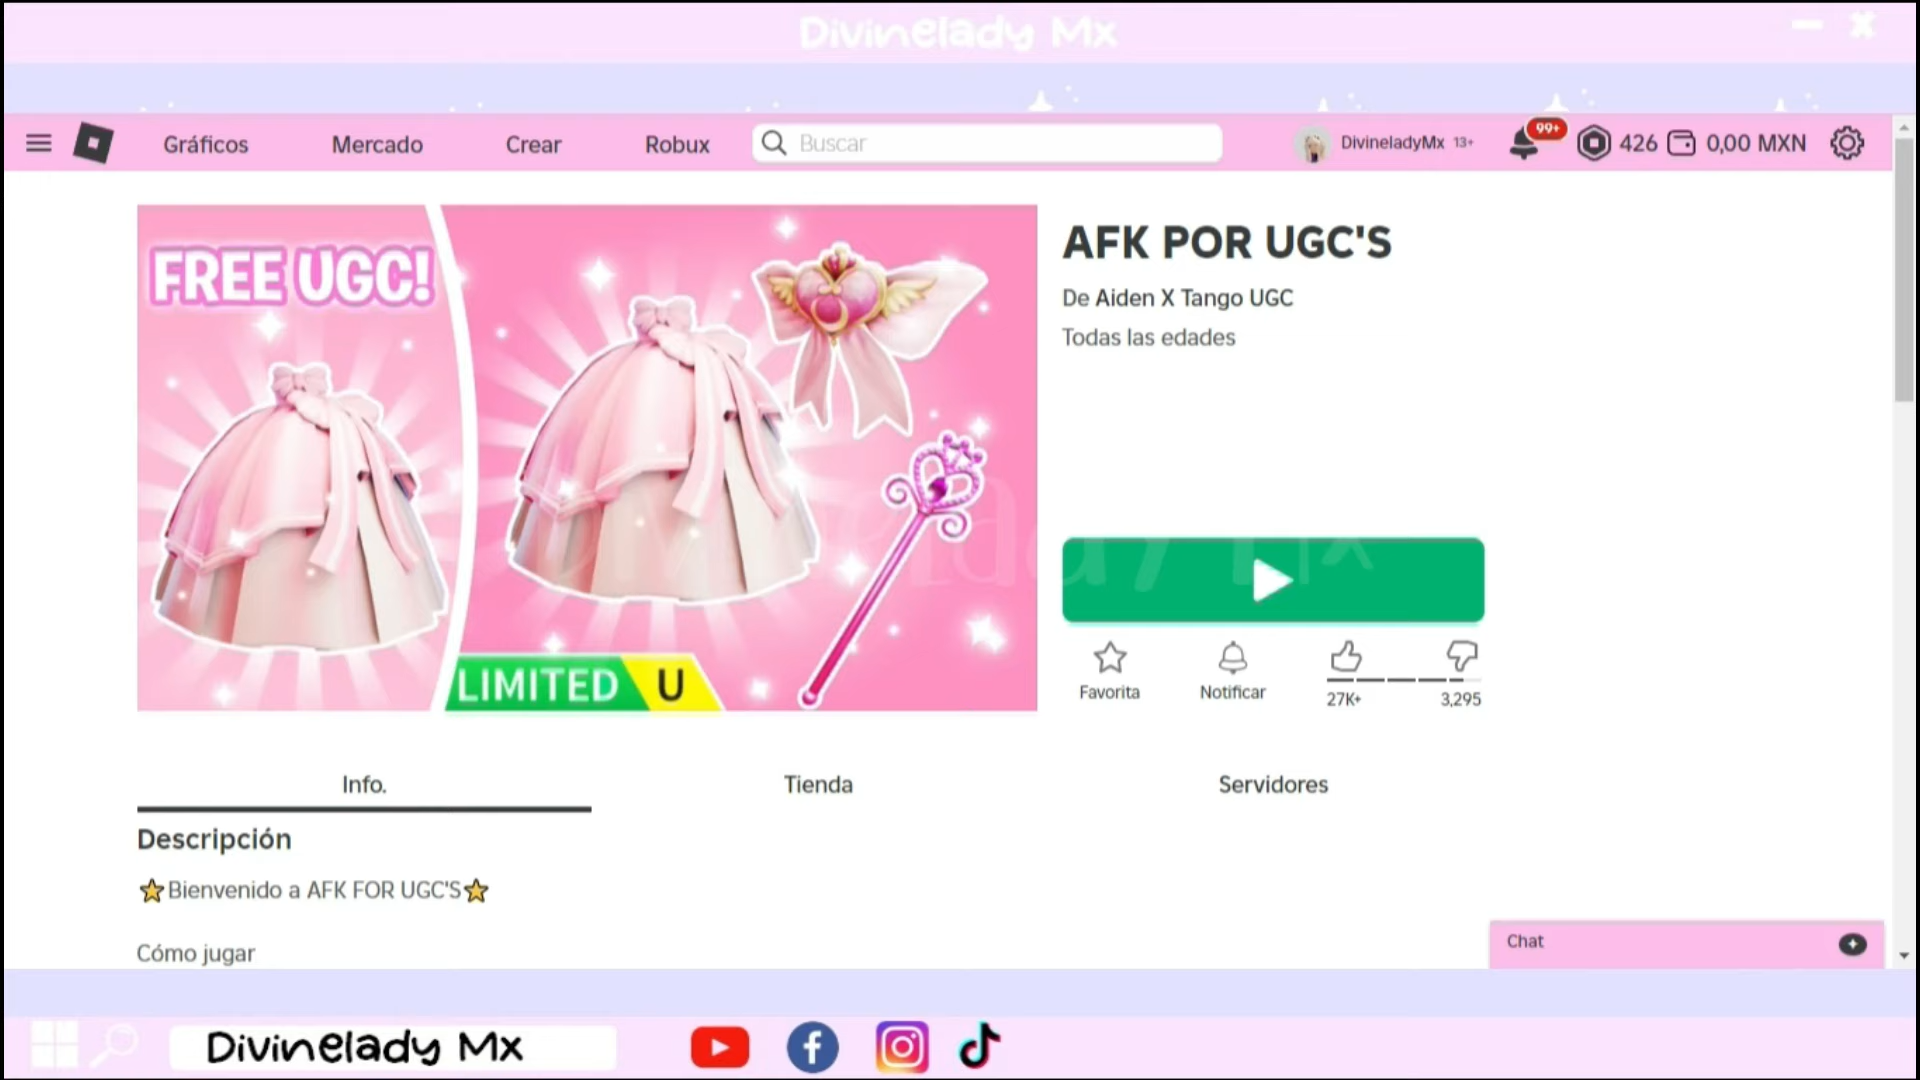 Divinelady Mx
Gráficos
Mercado
Crear
Robux
Buscar
DivineladyMx 13+
99+
426
0,00 MXN
FREE UGC!
LIMITED U
AFK POR UGC'S
De Aiden X Tango UGC
Todas las edades
Divinelady Mx
Favorita
Notificar
27K+
3,295
Info.
Tienda
Servidores
Descripción
⭐Bienvenido a AFK FOR UGC'S⭐
Cómo jugar
Chat
Divinelady Mx